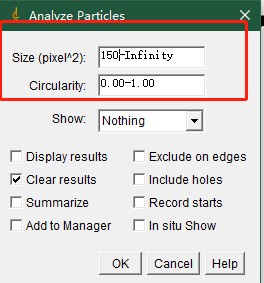 Analyze Particles
Size (pixel^2): 150-Infinity
Circularity: 0.00-1.00
Show: Nothing
Display results Exclude on edges
Clear results Include holes
Summarize Record starts
Add to Manager In situ Show
OK Cancel Help